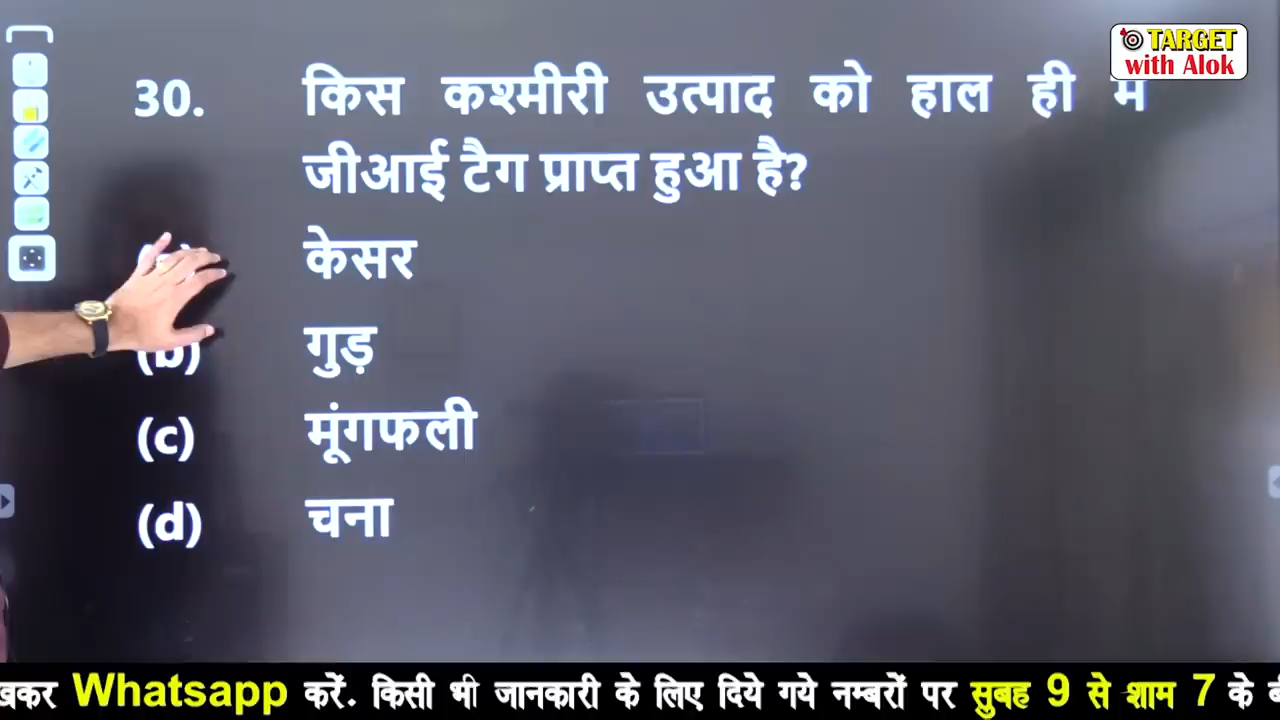 TARGET
with Alok
30. किस कश्मीरी उत्पाद को हाल ही में
जीआई टैग प्राप्त हुआ है?
केसर
(b) गुड़
(c) मूंगफली
(d) चना
खकर Whatsapp करें. किसी भी जानकारी के लिए दिये गये नम्बरों पर सुबह 9 से शाम 7 के